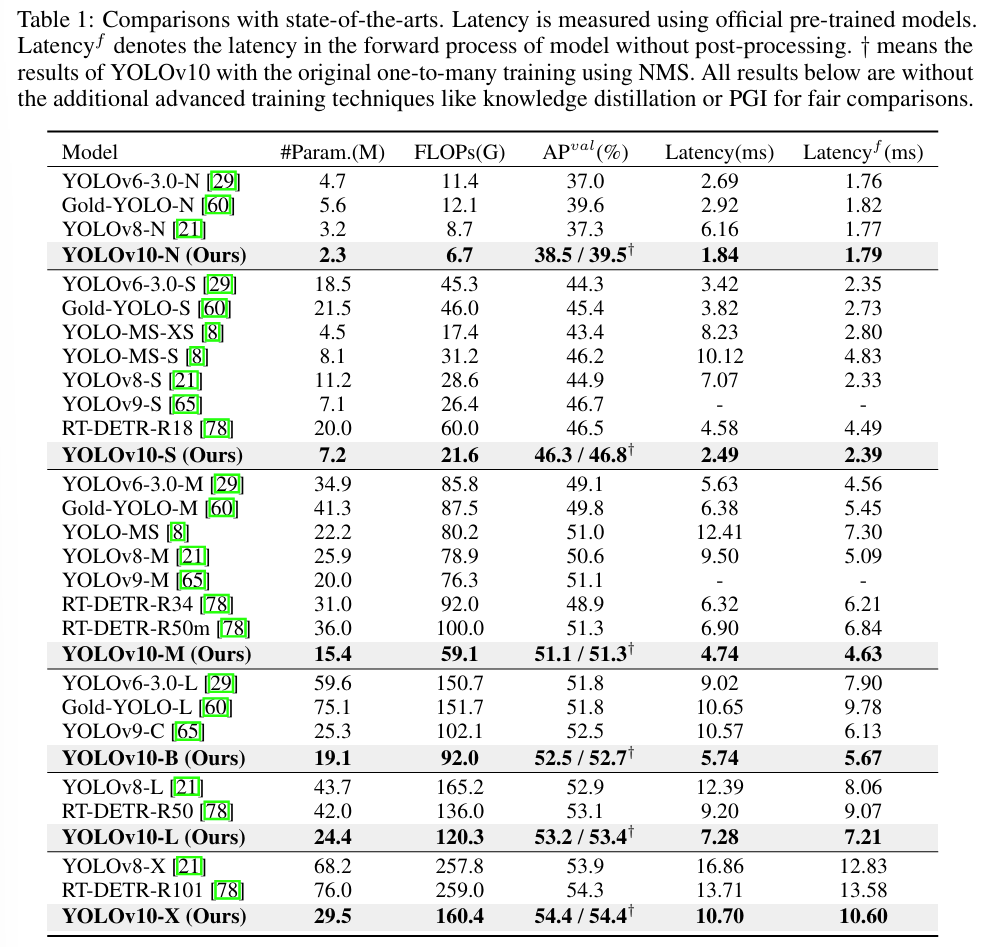 Table 1: Comparisons with state-of-the-arts. Latency is measured using official pre-trained models.
Latency^f denotes the latency in the forward process of model without post-processing. † means the
results of YOLOv10 with the original one-to-many training using NMS. All results below are without
the additional advanced training techniques like knowledge distillation or PGI for fair comparisons.
Model #Param.(M) FLOPs(G) AP^val(%) Latency(ms) Latency^f(ms)
YOLOv6-3.0-N [29] 4.7 11.4 37.0 2.69 1.76
Gold-YOLO-N [60] 5.6 12.1 39.6 2.92 1.82
YOLOv8-N [21] 3.2 8.7 37.3 6.16 1.77
YOLOv10-N (Ours) 2.3 6.7 38.5 / 39.5† 1.84 1.79
YOLOv6-3.0-S [29] 18.5 45.3 44.3 3.42 2.35
Gold-YOLO-S [60] 21.5 46.0 45.4 3.82 2.73
YOLO-MS-XS [8] 4.5 17.4 43.4 8.23 2.80
YOLO-MS-S [8] 8.1 31.2 46.2 10.12 4.83
YOLOv8-S [21] 11.2 28.6 44.9 7.07 2.33
YOLOv9-S [65] 7.1 26.4 46.7 - -
RT-DETR-R18 [78] 20.0 60.0 46.5 4.58 4.49
YOLOv10-S (Ours) 7.2 21.6 46.3 / 46.8† 2.49 2.39
YOLOv6-3.0-M [29] 34.9 85.8 49.1 5.63 4.56
Gold-YOLO-M [60] 41.3 87.5 49.8 6.38 5.45
YOLO-MS [8] 22.2 80.2 51.0 12.41 7.30
YOLOv8-M [21] 25.9 78.9 50.6 9.50 5.09
YOLOv9-M [65] 20.0 76.3 51.1 - -
RT-DETR-R34 [78] 31.0 92.0 48.9 6.32 6.21
RT-DETR-R50m [78] 36.0 100.0 51.3 6.90 6.84
YOLOv10-M (Ours) 15.4 59.1 51.1 / 51.3† 4.74 4.63
YOLOv6-3.0-L [29] 59.6 150.7 51.8 9.02 7.90
Gold-YOLO-L [60] 75.1 151.7 51.8 10.65 9.78
YOLOv9-C [65] 25.3 102.1 52.5 10.57 6.13
YOLOv10-B (Ours) 19.1 92.0 52.5 / 52.7† 5.74 5.67
YOLOv8-L [21] 43.7 165.2 52.9 12.39 8.06
RT-DETR-R50 [78] 42.0 136.0 53.1 9.20 9.07
YOLOv10-L (Ours) 24.4 120.3 53.2 / 53.4† 7.28 7.21
YOLOv8-X [21] 68.2 257.8 53.9 16.86 12.83
RT-DETR-R101 [78] 76.0 259.0 54.3 13.71 13.58
YOLOv10-X (Ours) 29.5 160.4 54.4 / 54.4† 10.70 10.60